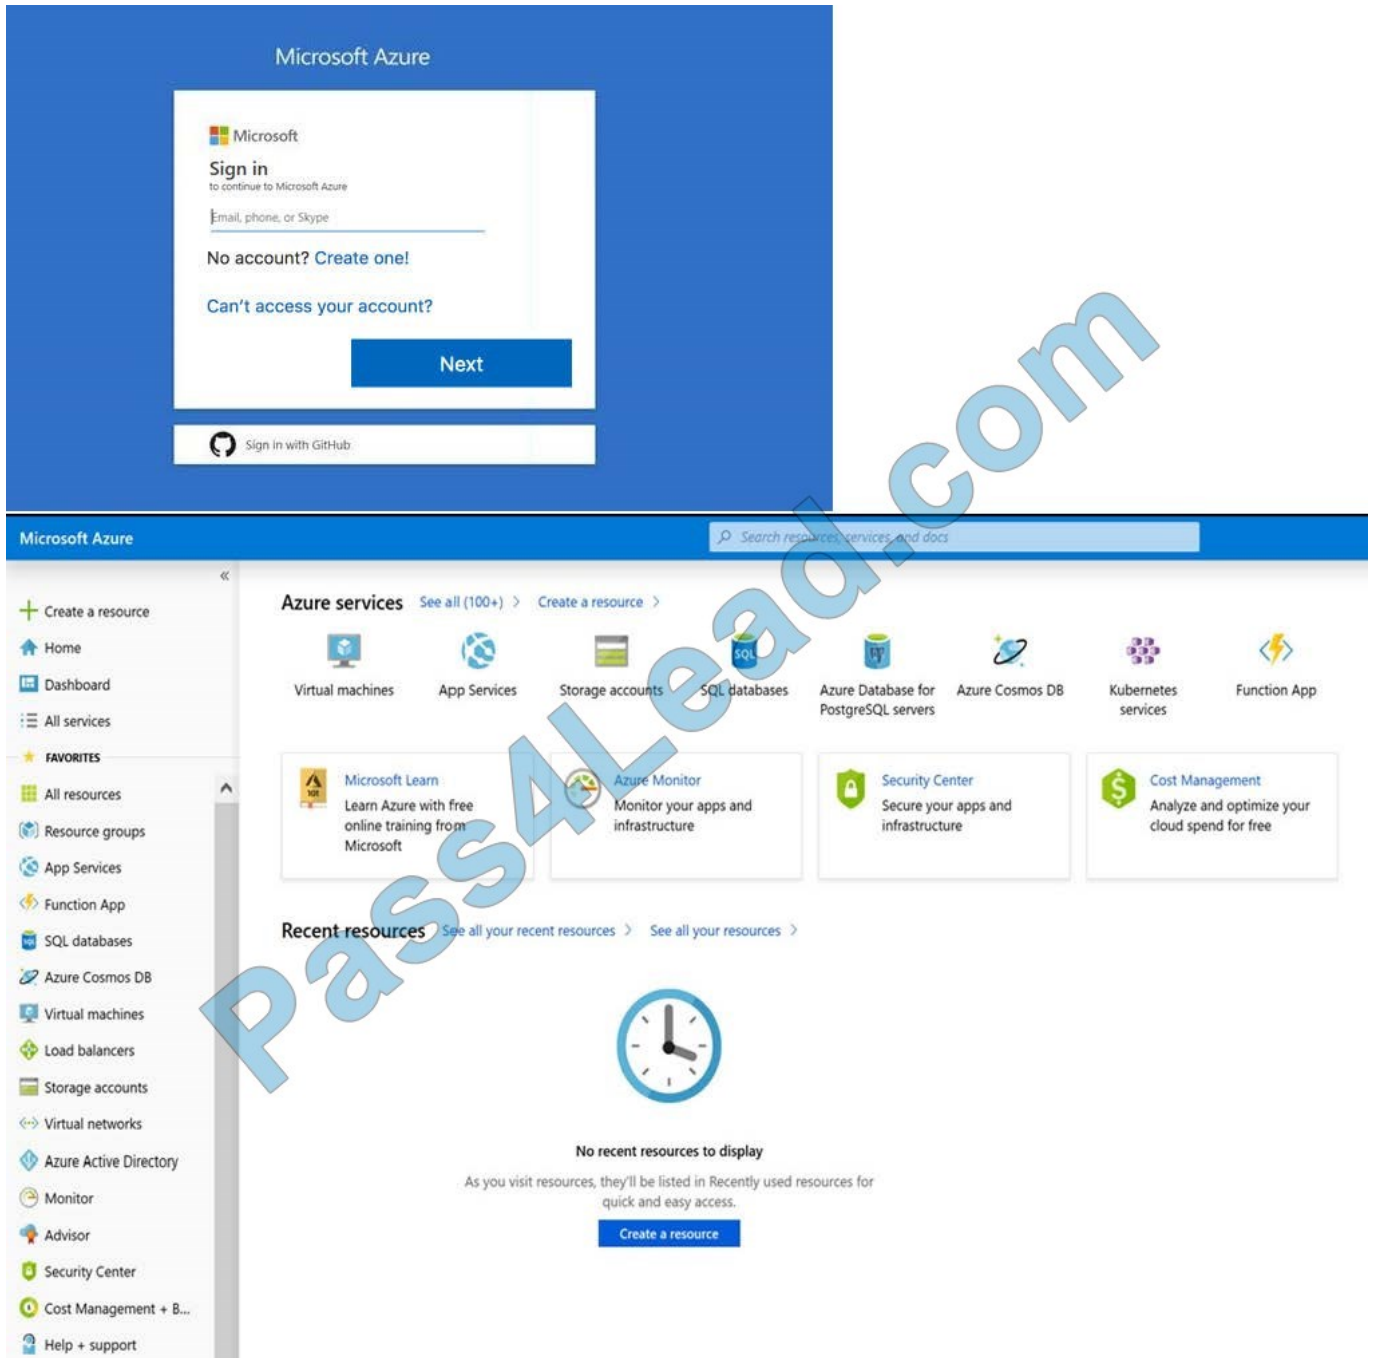 Microsoft Azure
Microsoft
Sign in
to continue to Microsoft Azure
Email, phone, or Skype
No account? Create one!
Can't access your account?
Next
Sign in with GitHub
Microsoft Azure
Search resources, services, and docs
«
Create a resource
Home
Dashboard
All services
FAVORITES
All resources
Resource groups
App Services
Function App
SQL databases
Azure Cosmos DB
Virtual machines
Load balancers
Storage accounts
Virtual networks
Azure Active Directory
Monitor
Advisor
Security Center
Cost Management + B...
Help + support
Azure services See all (100+) > Create a resource >
Virtual machines
App Services
Storage accounts
SQL
SQL databases
Azure Database for
PostgreSQL servers
Azure Cosmos DB
Kubernetes
services
Function App
101
Microsoft Learn
Learn Azure with free
online training from
Microsoft
Azure Monitor
Monitor your apps and
infrastructure
Security Center
Secure your apps and
infrastructure
$
Cost Management
Analyze and optimize your
cloud spend for free
Recent resources See all your recent resources > See all your resources >
No recent resources to display
As you visit resources, they'll be listed in Recently used resources for
quick and easy access.
Create a resource
Pass4Lead.com